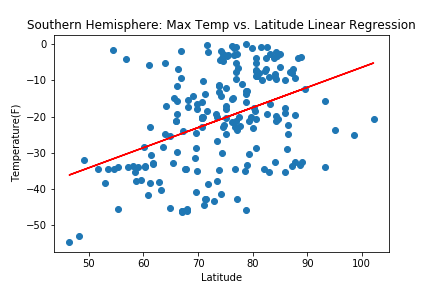 Southern Hemisphere: Max Temp vs. Latitude Linear Regression
0
−10
−20
−30
−40
−50
Temperature(F)
50 60 70 80 90 100
Latitude